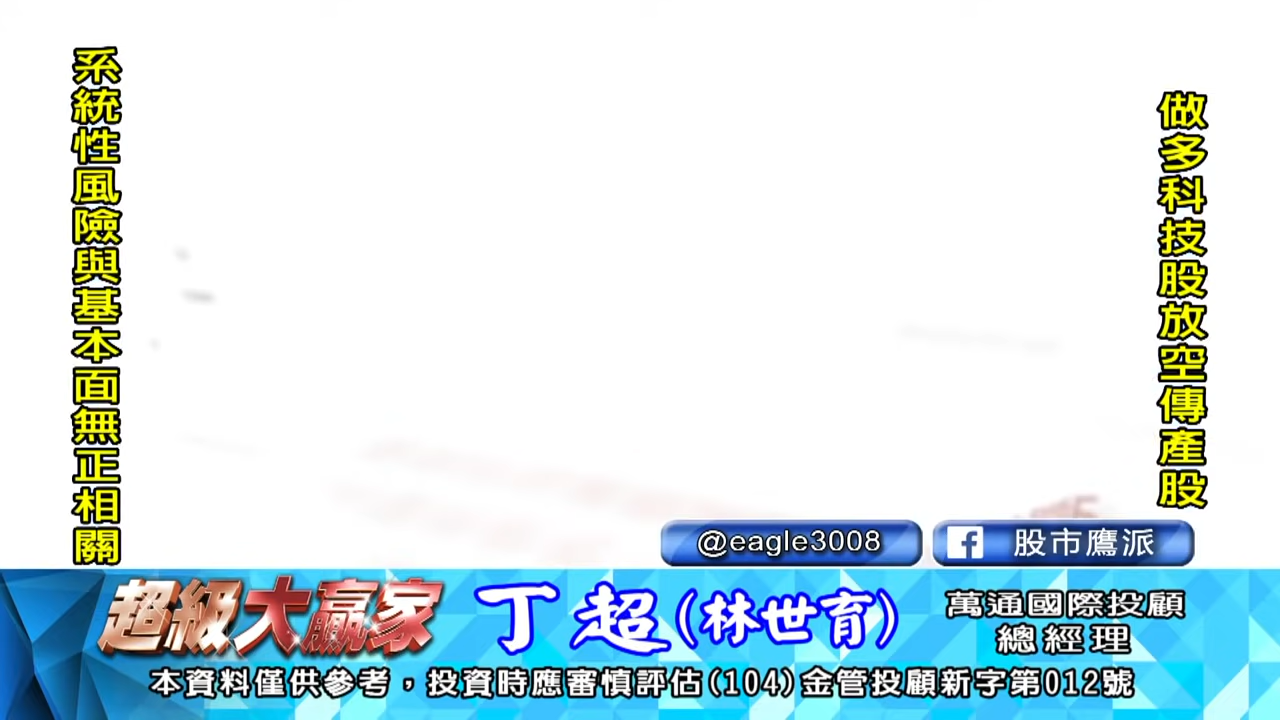 系統性風險與基本面無正相關
做多科技股放空傳產股
@eagle3008
股市鷹派
超級大贏家
丁超(林世育)
萬通國際投顧
總經理
本資料僅供參考，投資時應審慎評估(104)金管投顧新字第012號